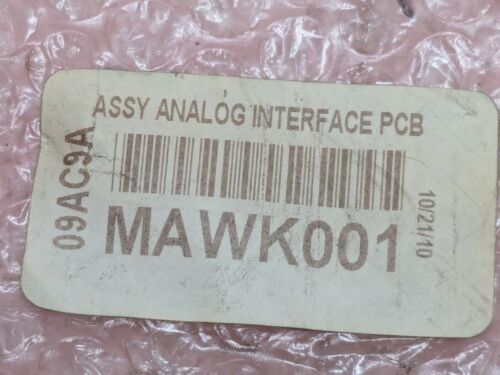 ASSY ANALOG INTERFACE PCB
09AC9A
MAWK001
10/21/10